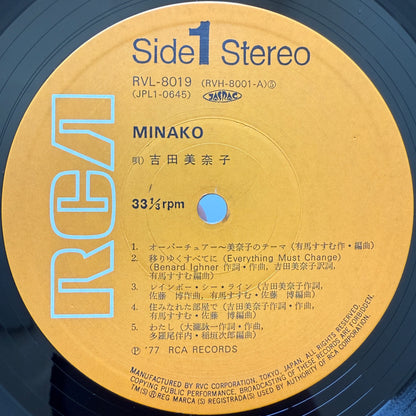 Side 1 Stereo
RVL-8019 (RVH-8001-A)Ⓢ
(JPL1-0645) JASRAC
MINAKO
唄) 吉田美奈子
33⅓rpm
RCA
1. オーバーチュアー〜美奈子のテーマ (有馬すすむ作・編曲)
2. 移りゆくすべてに (Everything Must Change)
(Benard Ighner 作詞・作曲, 吉田美奈子訳詞,
有馬すすむ編曲)
3. レインボー・シー・ライン (吉田美奈子作詞,
佐藤 博作曲, 有馬すすむ・佐藤 博編曲)
4. 住みなれた部屋で (吉田美奈子作詞・作曲,
有馬すすむ・佐藤 博編曲)
5. わたし (大瀧詠一作詞・作曲,
多羅尾伴内・稲垣次郎編曲)
Ⓟ '77 RCA RECORDS
MANUFACTURED BY RVC CORPORATION, TOKYO, JAPAN. ALL RIGHTS
COPYING PUBLIC PERFORMANCE, BROADCASTING OF THESE RECORDS ARE FORBIDDEN.
TM(S)® REG MARCA(S) REGISTRADA(S) USED BY AUTHORITY OF RCA CORPORATION.